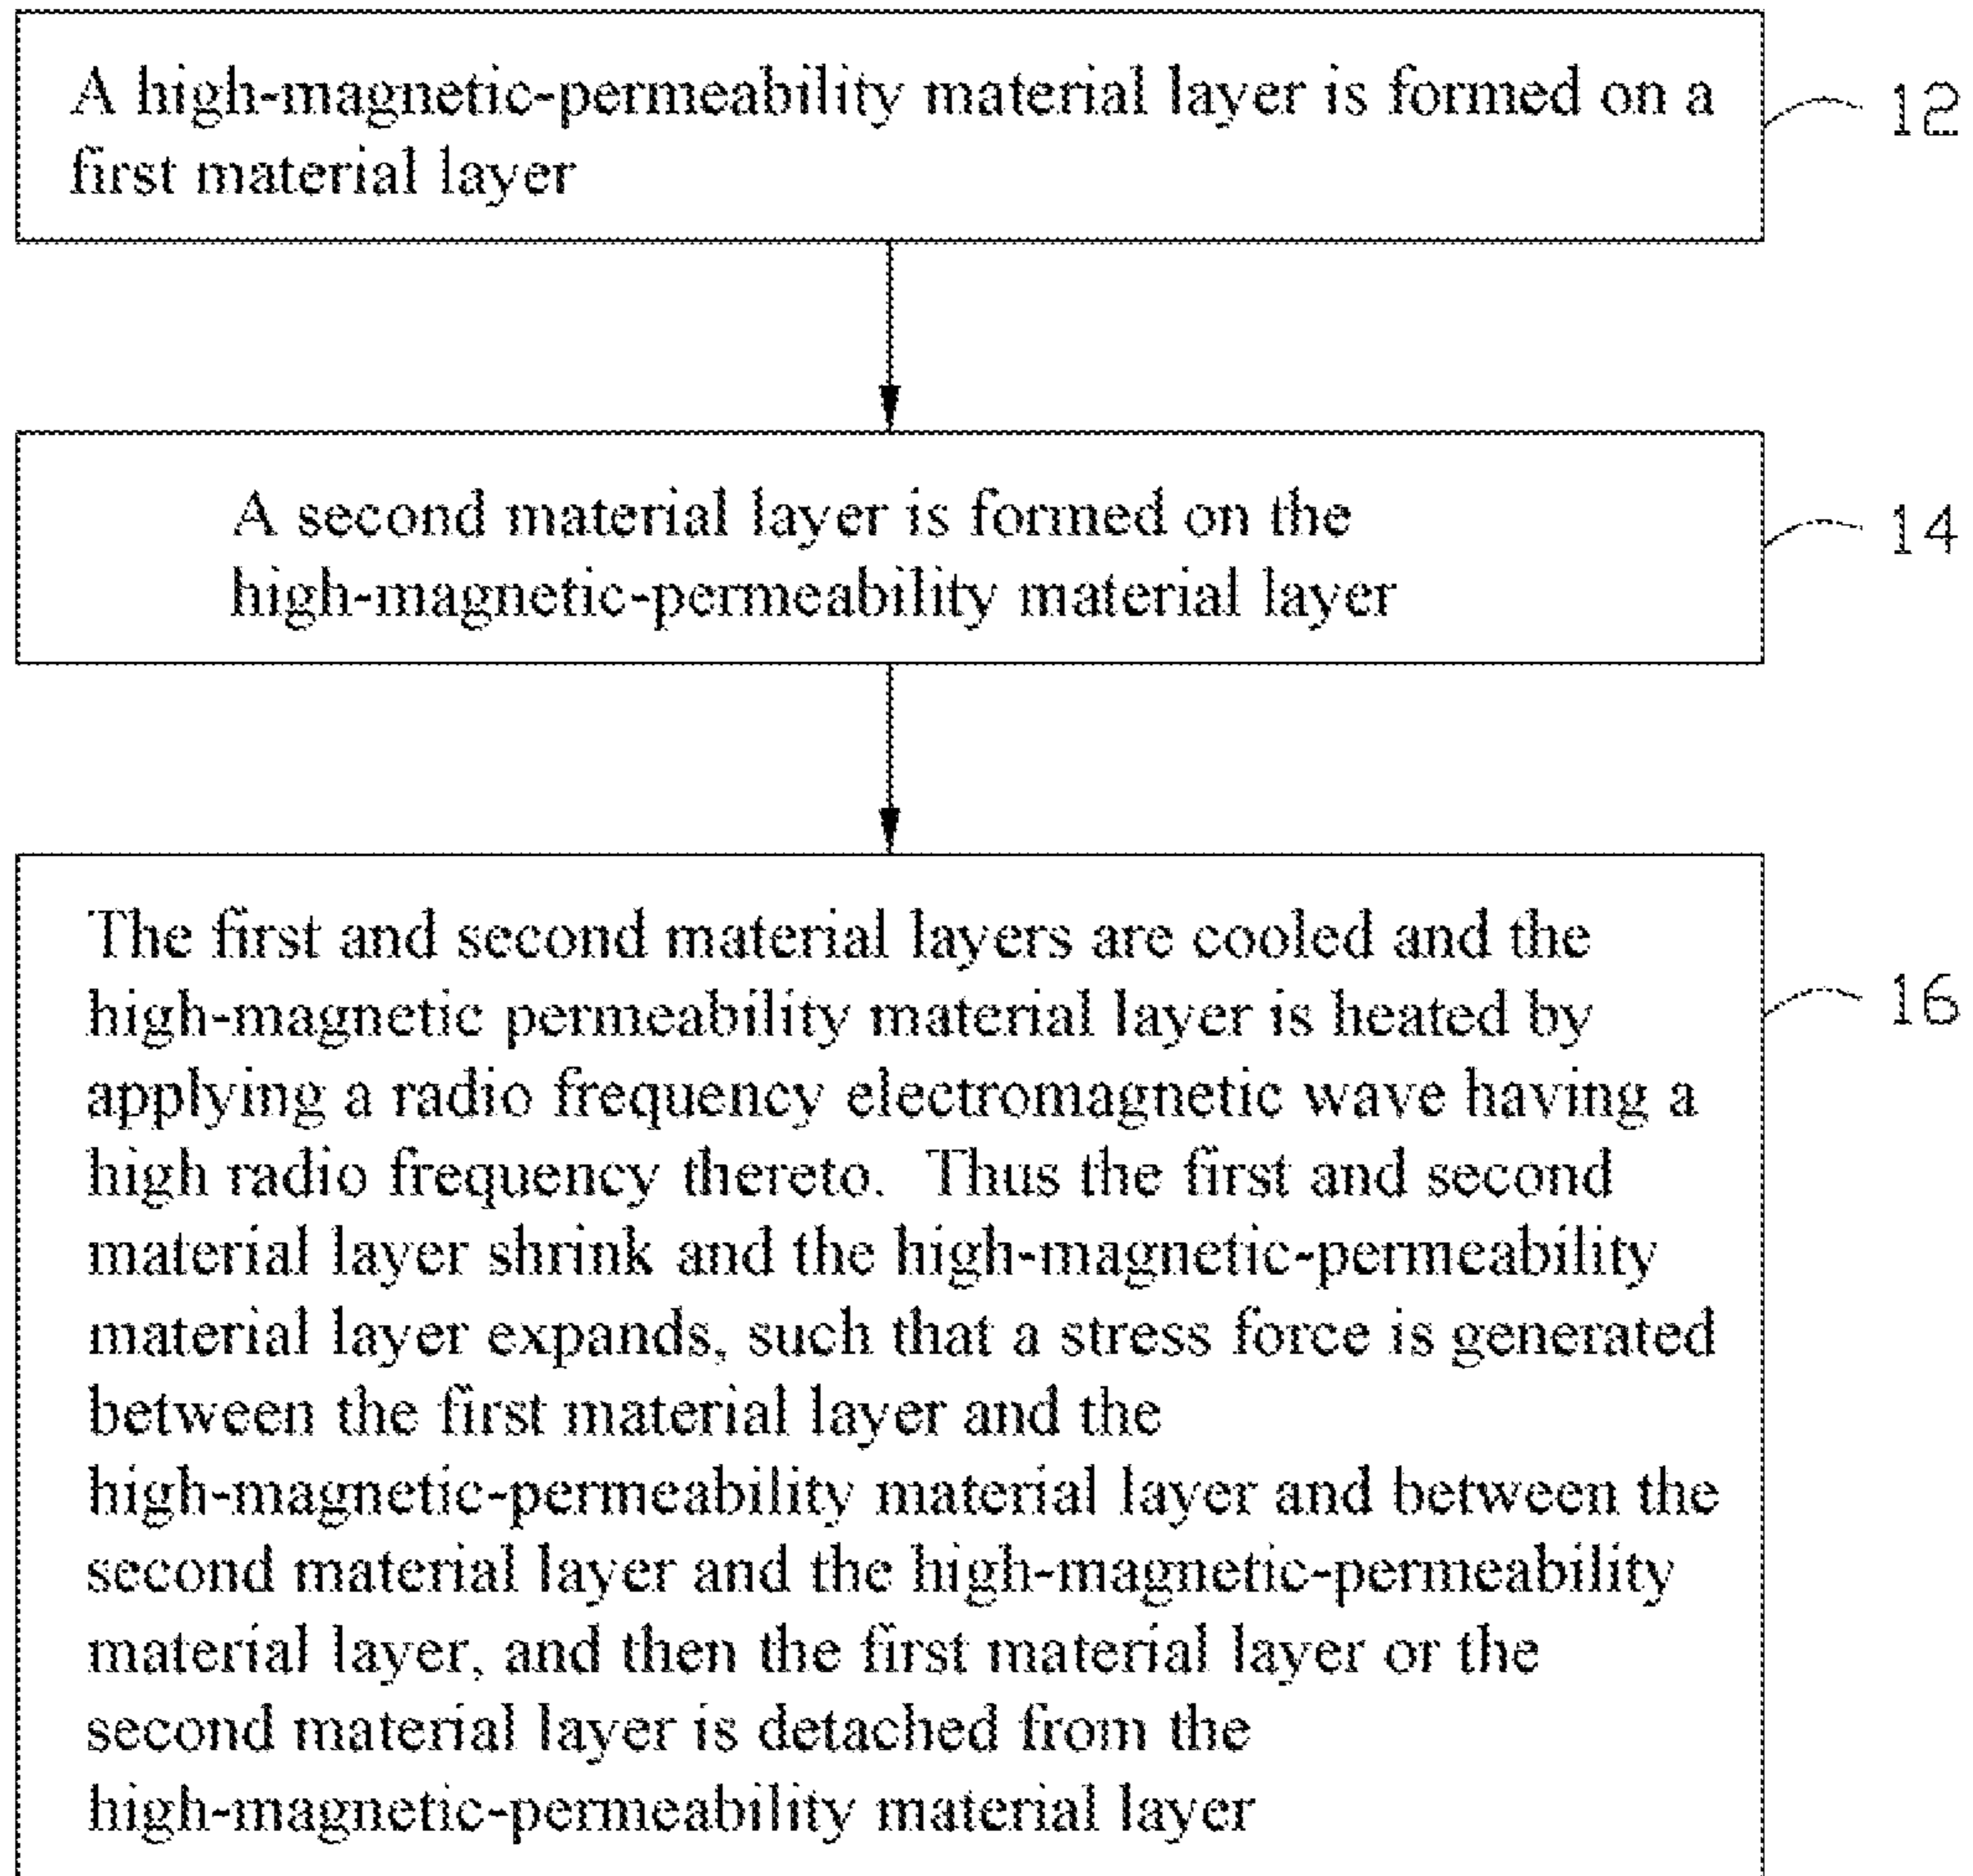 A high-magnetic-permeability material layer is formed on a
first material layer
12
A second material layer is formed on the
high-magnetic-permeability material layer
14
The first and second material layers are cooled and the
high-magnetic permeability material layer is heated by
applying a radio frequency electromagnetic wave having a
high radio frequency thereto.  Thus the first and second
material layer shrink and the high-magnetic-permeability
material layer expands, such that a stress force is generated
between the first material layer and the
high-magnetic-permeability material layer and between the
second material layer and the high-magnetic-permeability
material layer, and then the first material layer or the
second material layer is detached from the
high-magnetic-permeability material layer
16